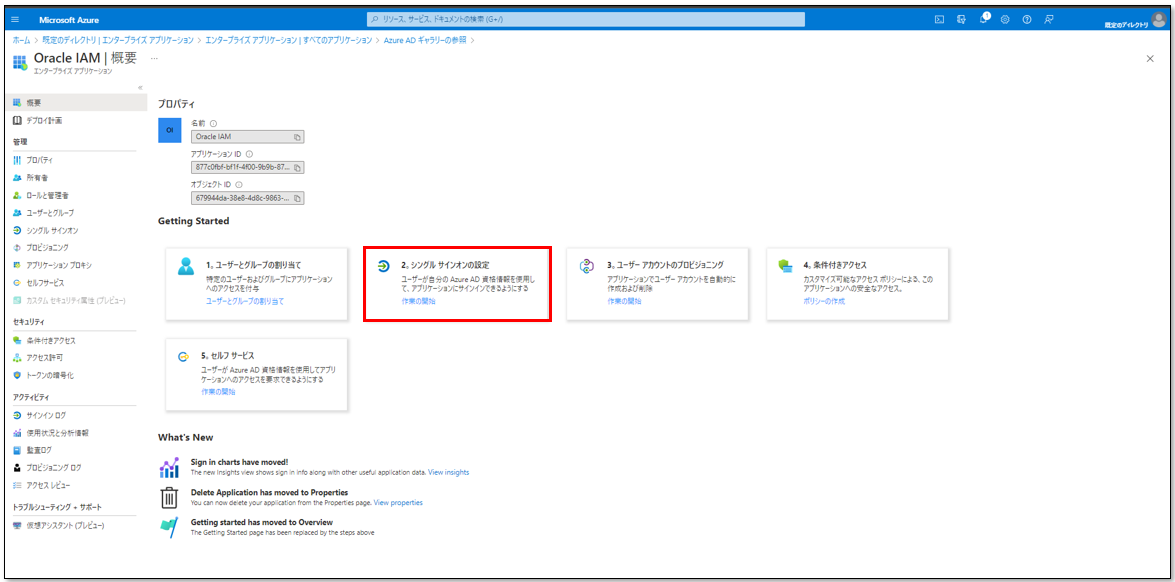 Microsoft Azure
リソース、サービス、ドキュメントの検索 (G+/)
1
既定のディレクトリ
ホーム > 既定のディレクトリ | エンタープライズ アプリケーション > エンタープライズ アプリケーション | すべてのアプリケーション > Azure AD ギャラリーの参照 >
Oracle IAM | 概要 …
エンタープライズ アプリケーション
概要
デプロイ計画
管理
プロパティ
所有者
ロールと管理者
ユーザーとグループ
シングル サインオン
プロビジョニング
アプリケーション プロキシ
セルフサービス
カスタム セキュリティ属性 (プレビュー)
セキュリティ
条件付きアクセス
アクセス許可
トークンの暗号化
アクティビティ
サインイン ログ
使用状況と分析情報
監査ログ
プロビジョニング ログ
アクセス レビュー
トラブルシューティング + サポート
仮想アシスタント (プレビュー)
プロパティ
OI
名前
Oracle IAM
アプリケーション ID
877c0fbf-bf1f-4f00-9b9b-87...
オブジェクト ID
679944da-38e8-4d8c-9863-...
Getting Started
1。ユーザーとグループの割り当て
特定のユーザーおよびグループにアプリケーション
へのアクセスを付与
ユーザーとグループの割り当て
2。シングル サインオンの設定
ユーザーが自分の Azure AD 資格情報を使用し
て、アプリケーションにサインインできるようにする
作業の開始
3。ユーザー アカウントのプロビジョニング
アプリケーションでユーザー アカウントを自動的に
作成および削除
作業の開始
4。条件付きアクセス
カスタマイズ可能なアクセス ポリシーによる、この
アプリケーションへの安全なアクセス。
ポリシーの作成
5。セルフ サービス
ユーザーが Azure AD 資格情報を使用してアプリ
ケーションへのアクセスを要求できるようにする
作業の開始
What's New
Sign in charts have moved!
The new Insights view shows sign in info along with other useful application data. View insights
Delete Application has moved to Properties
You can now delete your application from the Properties page. View properties
Getting started has moved to Overview
The Getting Started page has been replaced by the steps above